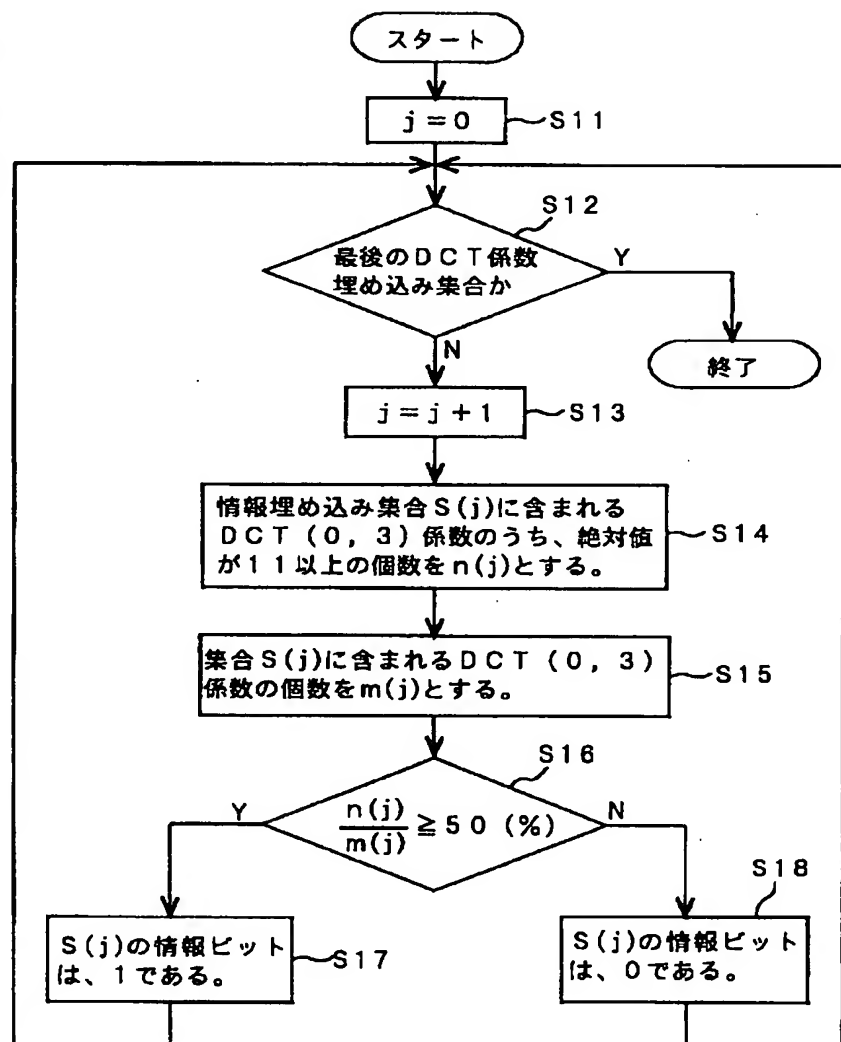 スタート
j=0
S11
S12
最後のDCT係数
埋め込み集合か
Y
N
終了
j=j+1
S13
情報埋め込み集合S(j)に含まれる
DCT(0,3)係数のうち、絶対値
が11以上の個数をn(j)とする。
S14
集合S(j)に含まれるDCT(0,3)
係数の個数をm(j)とする。
S15
S16
Y
n(j)
m(j)
≧50(%)
N
S18
S(j)の情報ビット
は、1である。
S17
S(j)の情報ビット
は、0である。